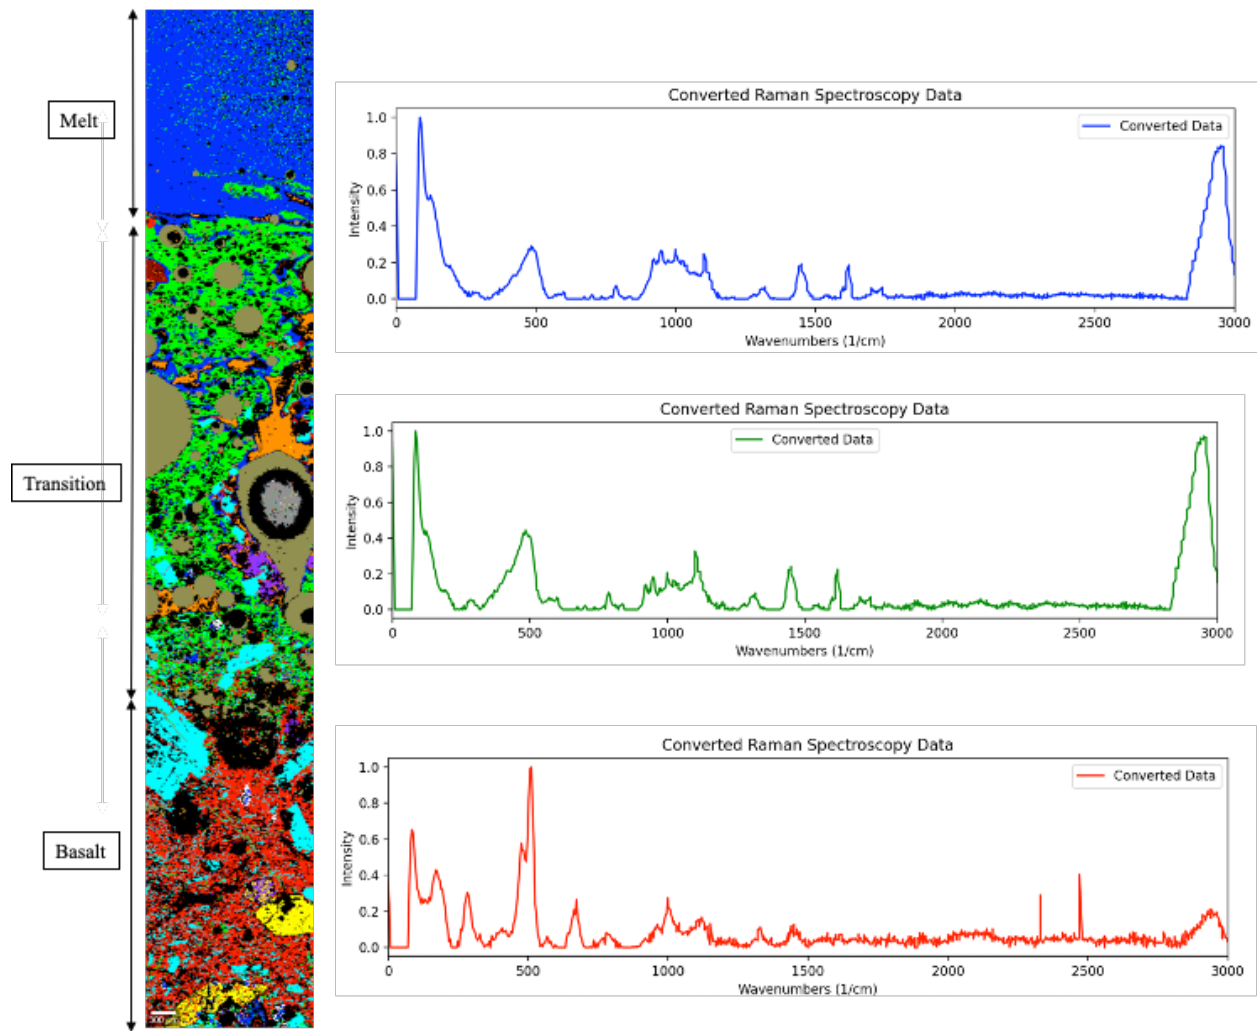 Melt
Transition
Basalt
Converted Raman Spectroscopy Data
Converted Data
Intensity
1.0
0.8
0.6
0.4
0.2
0.0
0
500
1000
1500
2000
2500
3000
Wavenumbers (1/cm)
Converted Raman Spectroscopy Data
Converted Data
Intensity
1.0
0.8
0.6
0.4
0.2
0.0
0
500
1000
1500
2000
2500
3000
Wavenumbers (1/cm)
Converted Raman Spectroscopy Data
Converted Data
Intensity
1.0
0.8
0.6
0.4
0.2
0.0
0
500
1000
1500
2000
2500
3000
Wavenumbers (1/cm)